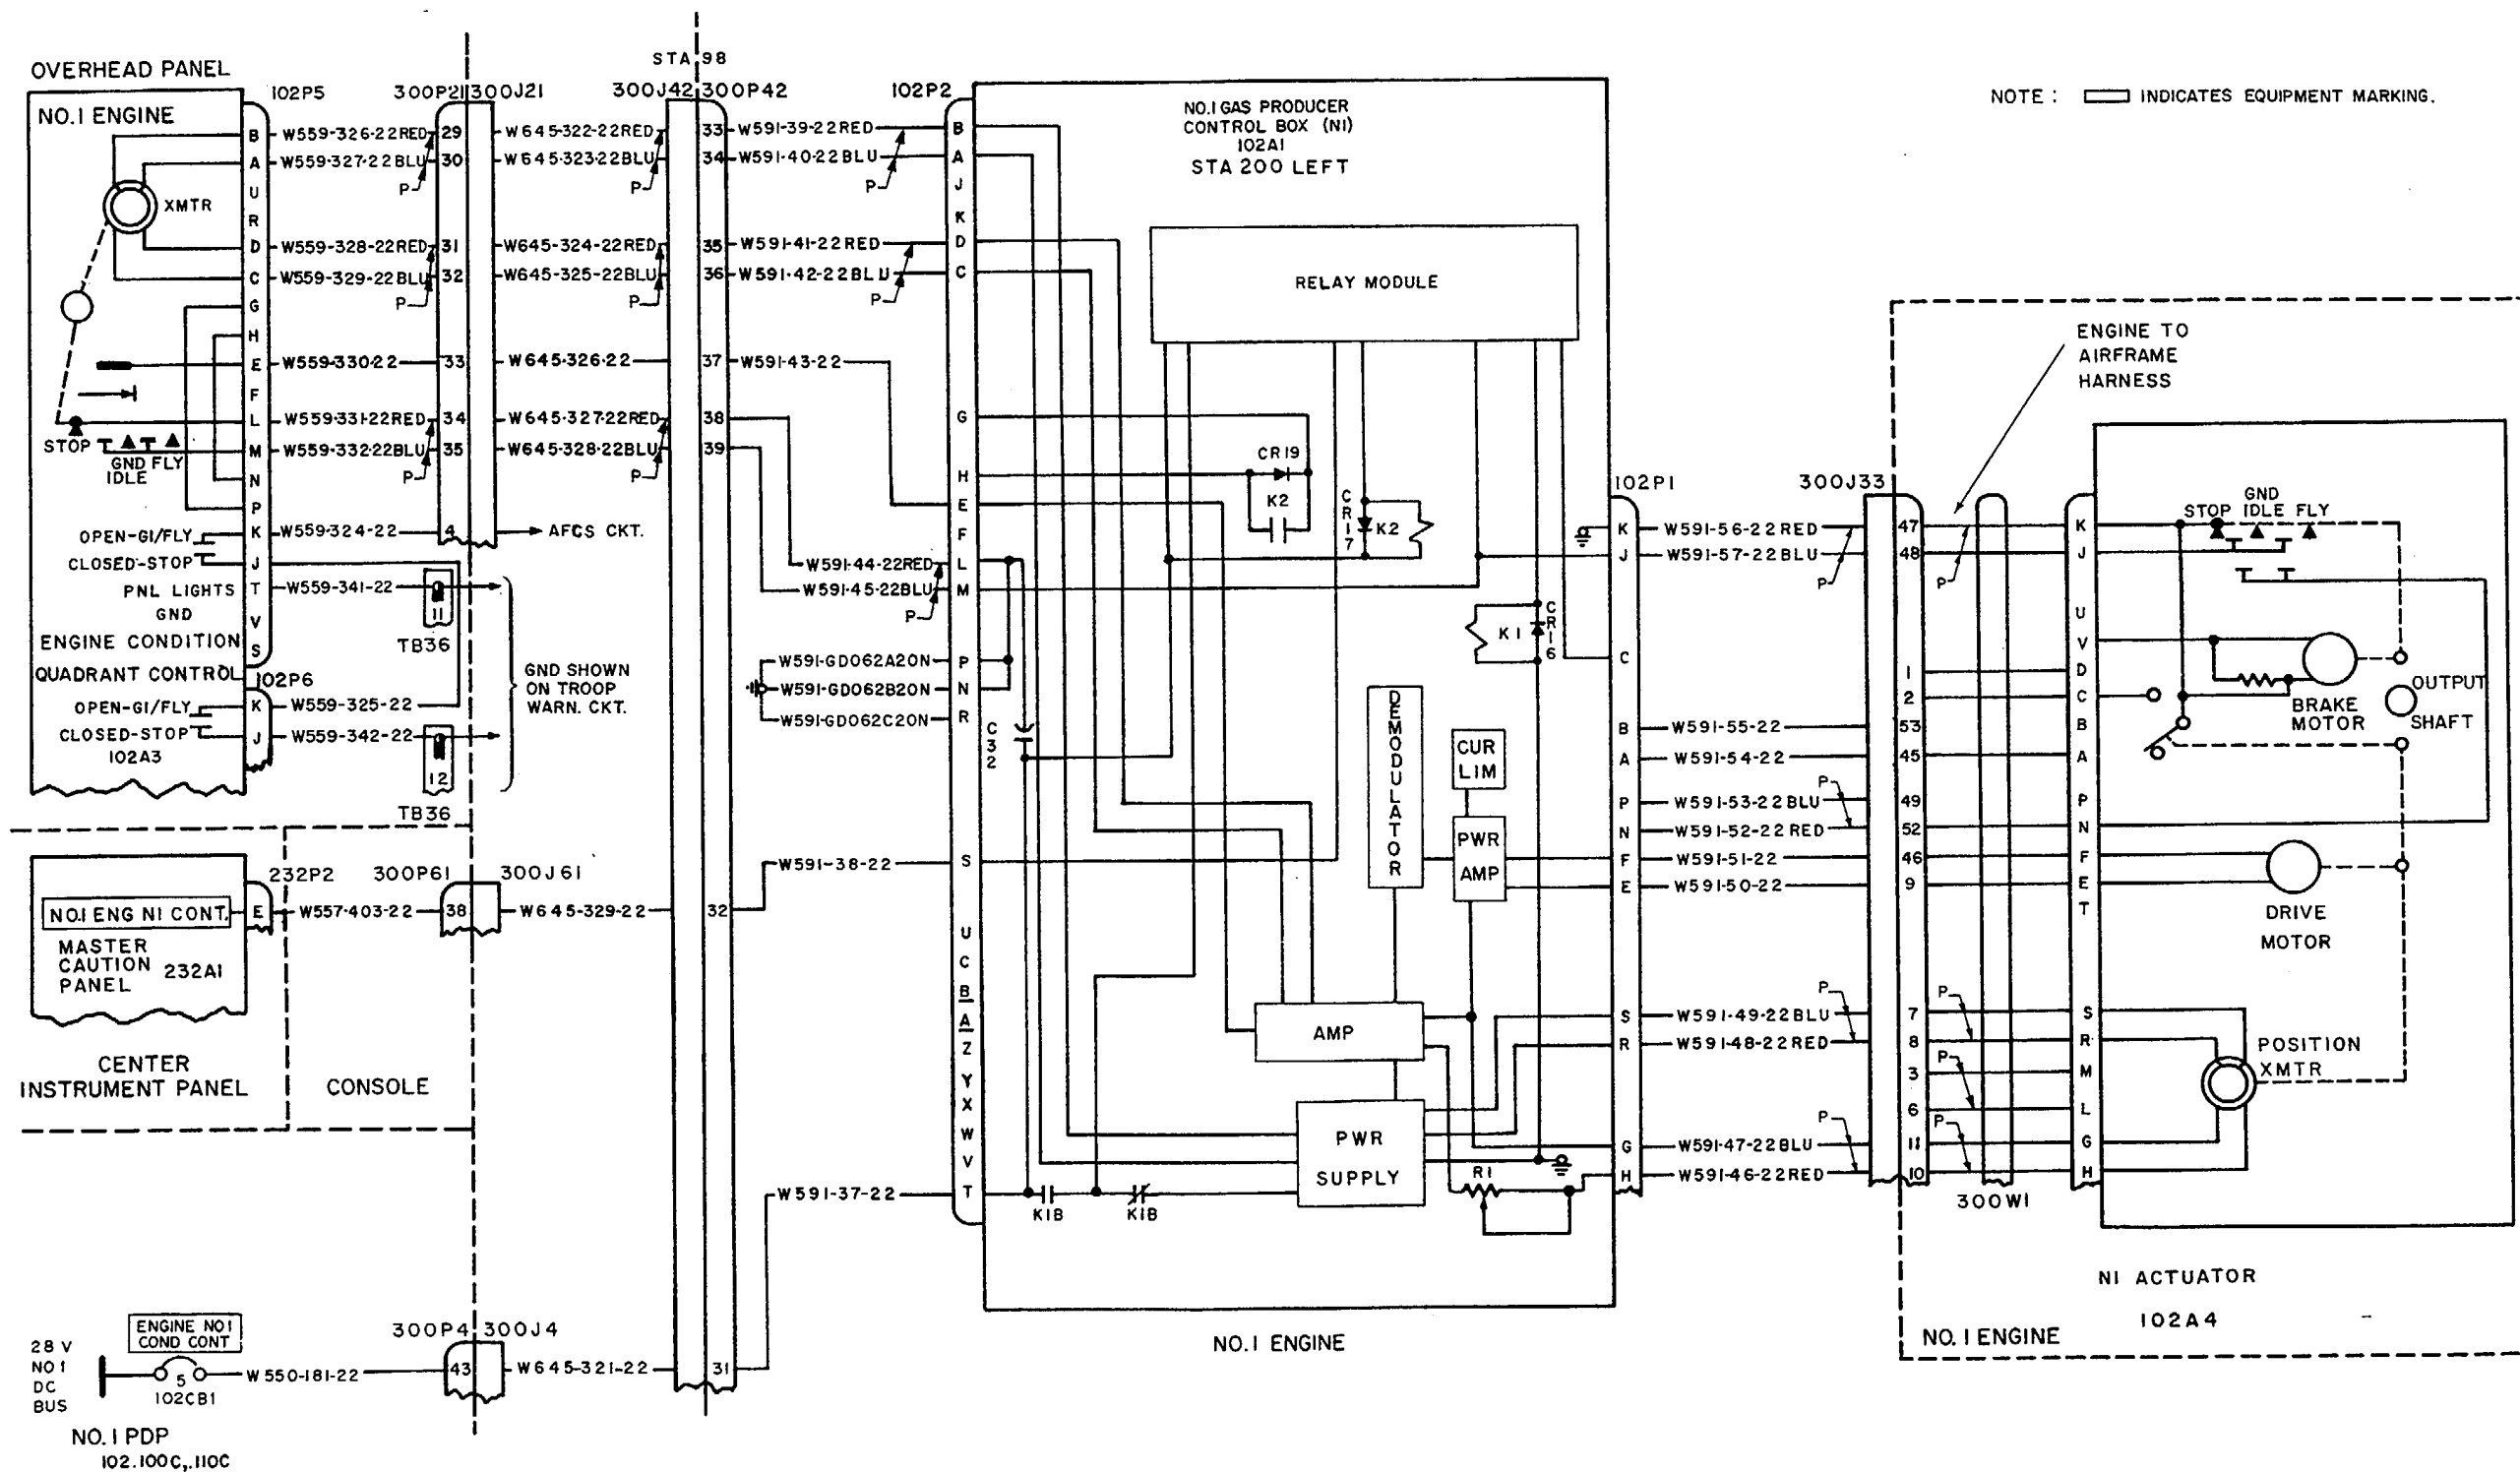 STA 98
OVERHEAD PANEL
102P5
300P21
300J21
300J42
300P42
102P2
NO.1 ENGINE
XMTR
STOP
GND IDLE
FLY
OPEN-GI/FLY
CLOSED-STOP
PNL LIGHTS
GND
ENGINE CONDITION
QUADRANT CONTROL
102P6
OPEN-GI/FLY
CLOSED-STOP
102A3
B
A
U
R
D
C
G
H
E
F
L
M
N
P
K
J
T
V
S
K
J
W559-326-22RED
W559-327-22BLU
P
W559-328-22RED
W559-329-22BLU
P
W559-330-22
W559-331-22RED
W559-332-22BLU
P
W559-324-22
W559-341-22
W559-325-22
W559-342-22
29
30
31
32
33
34
35
4
11
TB36
12
TB36
W645-322-22RED
W645-323-22BLU
P
W645-324-22RED
W645-325-22BLU
P
W645-326-22
W645-327-22RED
W645-328-22BLU
P
AFCS CKT.
GND SHOWN
ON TROOP
WARN. CKT.
33
34
35
36
37
38
39
32
31
W591-39-22RED
W591-40-22BLU
P
W591-41-22RED
W591-42-22BLU
P
W591-43-22
W591-44-22RED
W591-45-22BLU
P
W591-GD062A20N
W591-GD062B20N
W591-GD062C20N
W591-38-22
W591-37-22
B
A
J
K
D
C
G
H
E
F
L
M
P
N
R
S
U
C
B
A
Z
Y
X
W
V
T
NO.1 GAS PRODUCER
CONTROL BOX (N1)
102A1
STA 200 LEFT
RELAY MODULE
CR19
K2
CR17
K2
K1
CR16
C32
DEMODULATOR
CUR
LIM
PWR
AMP
AMP
PWR
SUPPLY
R1
K1B
K1B
NO.1 ENGINE
102P1
K
J
C
B
A
P
N
F
E
S
R
G
H
W591-56-22 RED
W591-57-22BLU
P
W591-55-22
W591-54-22
P
W591-53-22 BLU
W591-52-22 RED
W591-51-22
W591-50-22
P
W591-49-22BLU
W591-48-22RED
P
W591-47-22BLU
W591-46-22RED
300J33
47
48
1
2
53
45
49
52
46
9
7
8
3
6
11
10
P
P
P
P
300W1
NOTE : INDICATES EQUIPMENT MARKING.
ENGINE TO
AIRFRAME
HARNESS
K
J
U
V
D
C
B
A
P
N
F
E
T
S
R
M
L
G
H
GND
STOP IDLE FLY
BRAKE
MOTOR
OUTPUT
SHAFT
DRIVE
MOTOR
POSITION
XMTR
N1 ACTUATOR
102A4
NO. 1 ENGINE
232P2
300P61
300J61
NO.1 ENG N1 CONT.
E
W557-403-22
38
W645-329-22
MASTER
CAUTION
PANEL
232A1
CENTER
INSTRUMENT PANEL
CONSOLE
28 V
NO 1
DC
BUS
ENGINE NO 1
COND CONT
5
102CB1
W550-181-22
300P4
300J4
43
W645-321-22
NO. 1 PDP
102.100C,.110C